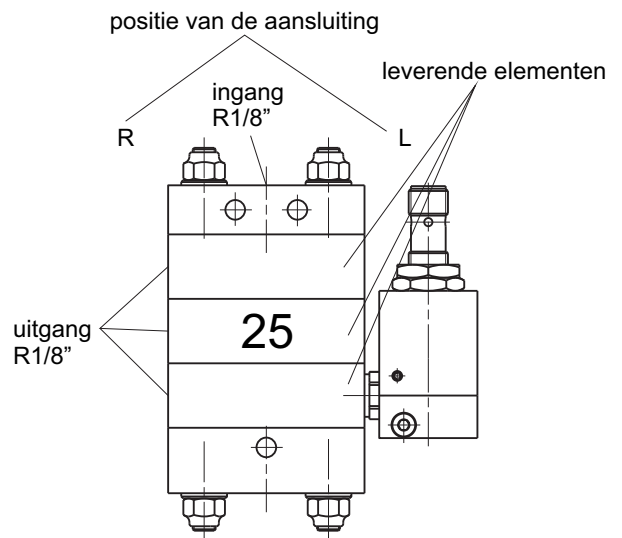 positie van de aansluiting
leverende elementen
ingang
R1/8”
R
L
25
uitgang
R1/8”